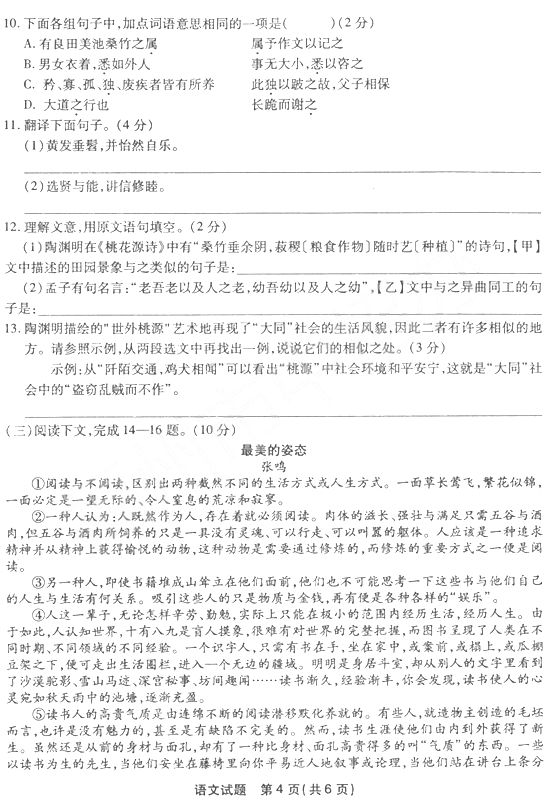 10. 下面各组句子中,加点词语意思相同的一项是(　　)(2 分)
A. 有良田美池桑竹之属　　属予作文以记之
B. 男女衣着,悉如外人　　事无大小,悉以咨之
C. 矜、寡、孤、独、废疾者皆有所养　　此独以跛之故,父子相保
D. 大道之行也　　长跪而谢之
11. 翻译下面句子。(4 分)
(1)黄发垂髫,并怡然自乐。
(2)选贤与能,讲信修睦。
12. 理解文意,用原文语句填空。(2 分)
(1)陶渊明在《桃花源诗》中有“桑竹垂余阴,菽稷〔粮食作物〕随时艺〔种植〕”的诗句,【甲】
文中描述的田园景象与之类似的句子是:
(2)孟子有句名言:“老吾老以及人之老,幼吾幼以及人之幼”,【乙】文中与之异曲同工的句
子是:
13. 陶渊明描绘的"世外桃源"艺术地再现了“大同”社会的生活风貌,因此二者有许多相似的地
方。请参照示例,从两段选文中再找出一例,说说它们的相似之处。(3 分)
示例:从“阡陌交通,鸡犬相闻”可以看出“桃源”中社会环境和平安宁,这就是“大同”社
会中的“盗窃乱贼而不作”。
(三)阅读下文,完成 14—16 题。(10 分)
最美的姿态
张鸣
①阅读与不阅读,区别出两种截然不同的生活方式或人生方式。一面草长莺飞,繁花似锦,
一面必定是一望无际的、令人窒息的荒凉和寂寥。
②一种人认为:人既然作为人,存在着就必须阅读。肉体的滋长、强壮与满足只需五谷与酒
肉,但五谷与酒肉所饲养的只是一具没有灵魂、可以行走、可以叫嚣的躯体。人应该是一种追求
精神并从精神上获得愉悦的动物,这种动物是需要通过修炼的,而修炼的重要方式之一便是阅
读。
③另一种人,即使书籍堆成山耸立在他们面前,他们也不可能思考一下这些书与他们自己
的人生与生活有何关系。吸引这些人的只是物质与金钱,再有便是各种各样的“娱乐”。
④人这一辈子,无论怎样辛劳、勤勉,实际上只能在极小的范围内经历生活,经历人生。由
于如此,人认知世界,十有八九是盲人摸象,很难有对世界的完整把握,而图书呈现了人类在不
同时期、不同领域的不同经验。一个识字人,只需有书在手,坐在家中,或案前,或榻上,或瓜棚
豆架之下,便可走出生活围栏,进入一个无边的疆域。明明是身居斗室,却从别人的文字里看到
了沙漠驼影、雪山马迹、深宫秘事、坊间趣闻……读书渐久,经验渐丰,你会发现,读书使人的心
灵宛如秋天雨中的池塘,逐渐充盈。
⑤读书人的高贵气质是由连绵不断的阅读潜移默化养就的。有些人,就造物主创造的毛坯
而言,也许是没有魅力的,甚至是有缺陷不完美的。然而,读书生涯使他们由内到外获得了新
生。虽然还是从前的身材与面孔,却有了一种比身材、面孔高贵得多的叫“气质”的东西。一些
以读书为生的先生,当他们安坐在藤椅里向你平易近人地叙事或论理,当他们站在讲台上条分
语文试题　第 4 页(共 6 页)